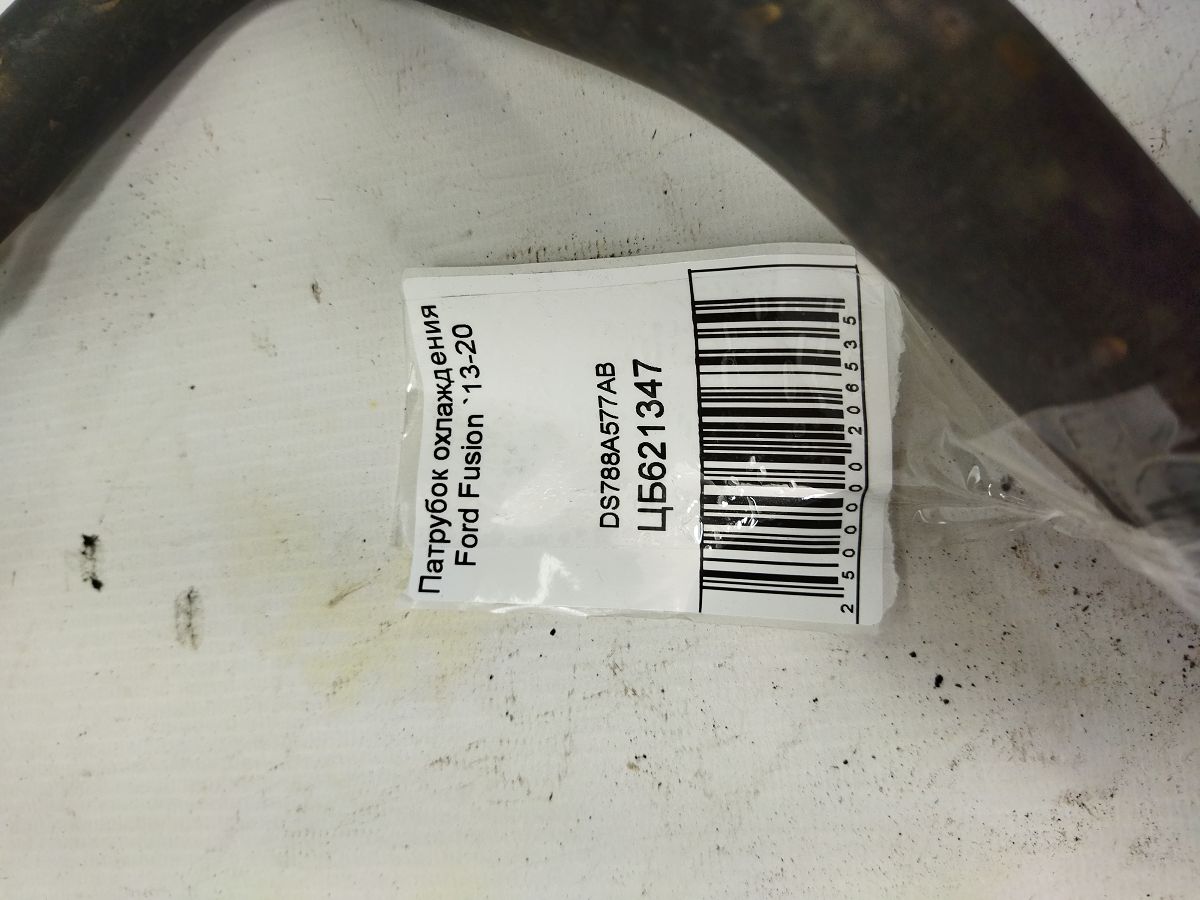 Патрубок охлаждения
Ford Fusion `13-20
DS788A577AB
ЦБ621347
2500000206535